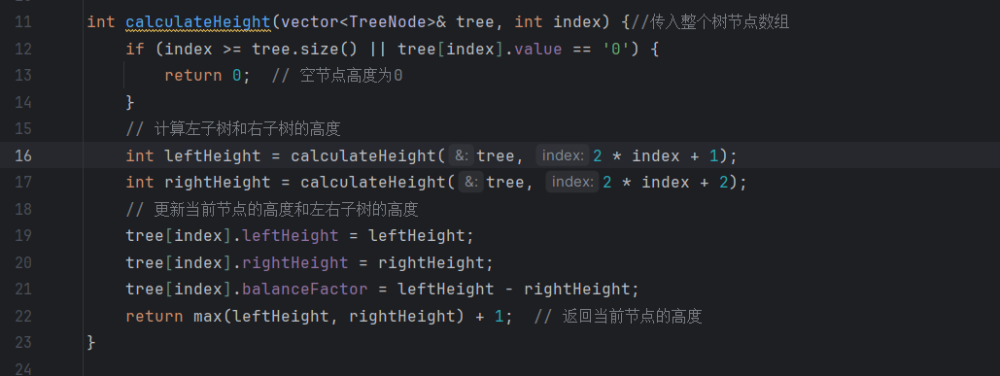 11 int calculateHeight(vector<TreeNode>& tree, int index) {//传入整个树节点数组
12 if (index >= tree.size() || tree[index].value == '0') {
13 return 0;  // 空节点高度为0
14 }
15 // 计算左子树和右子树的高度
16 int leftHeight = calculateHeight( &: tree, index: 2 * index + 1);
17 int rightHeight = calculateHeight( &: tree, index: 2 * index + 2);
18 // 更新当前节点的高度和左右子树的高度
19 tree[index].leftHeight = leftHeight;
20 tree[index].rightHeight = rightHeight;
21 tree[index].balanceFactor = leftHeight - rightHeight;
22 return max(leftHeight, rightHeight) + 1;  // 返回当前节点的高度
23 }
24